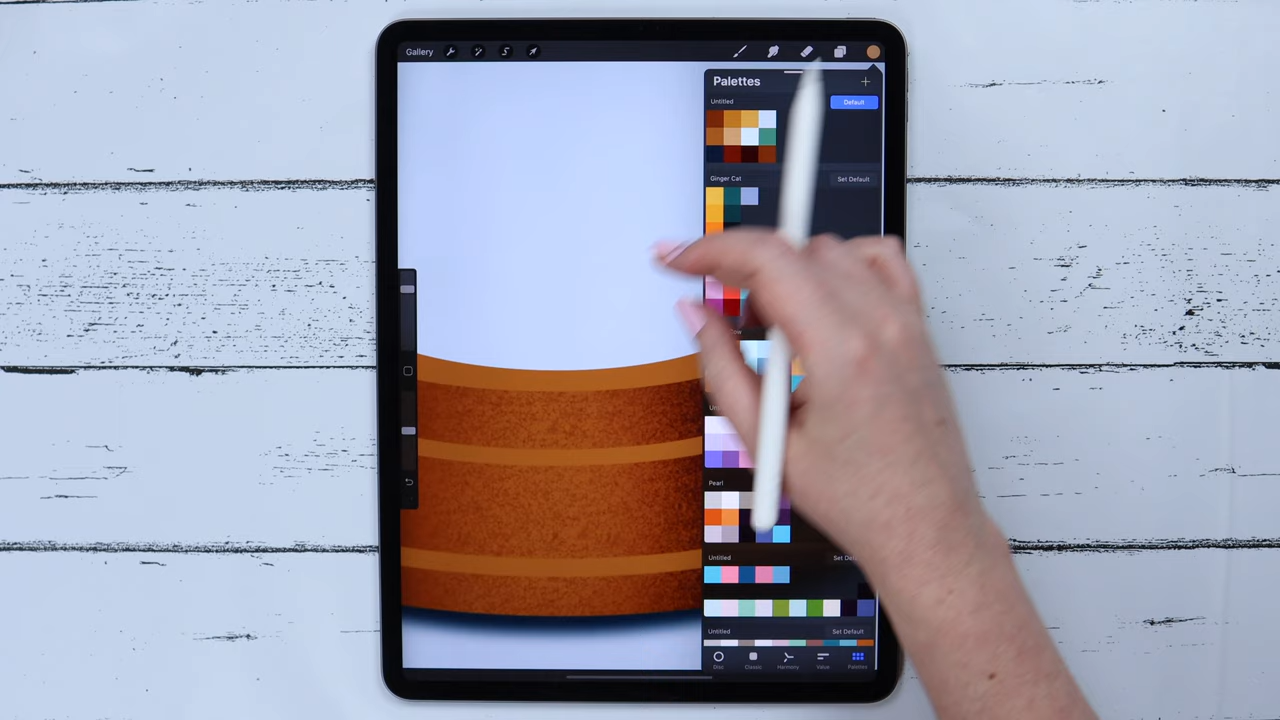 Gallery
Palettes
Untitled
Default
Ginger Cat
Set Default
Pearl
Untitled
Untitled
Set Default
Disc
Classic
Harmony
Value
Palettes